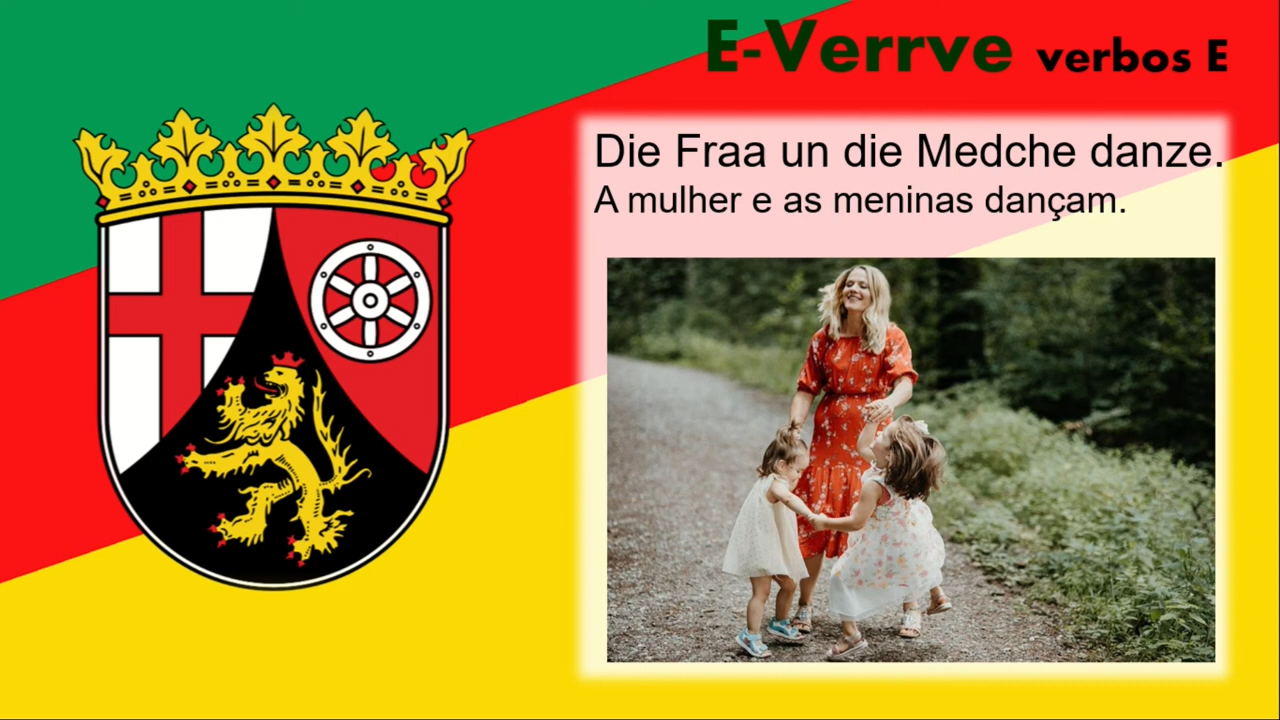 E-Verrve verbos E
Die Fraa un die Medche danze.
A mulher e as meninas dançam.